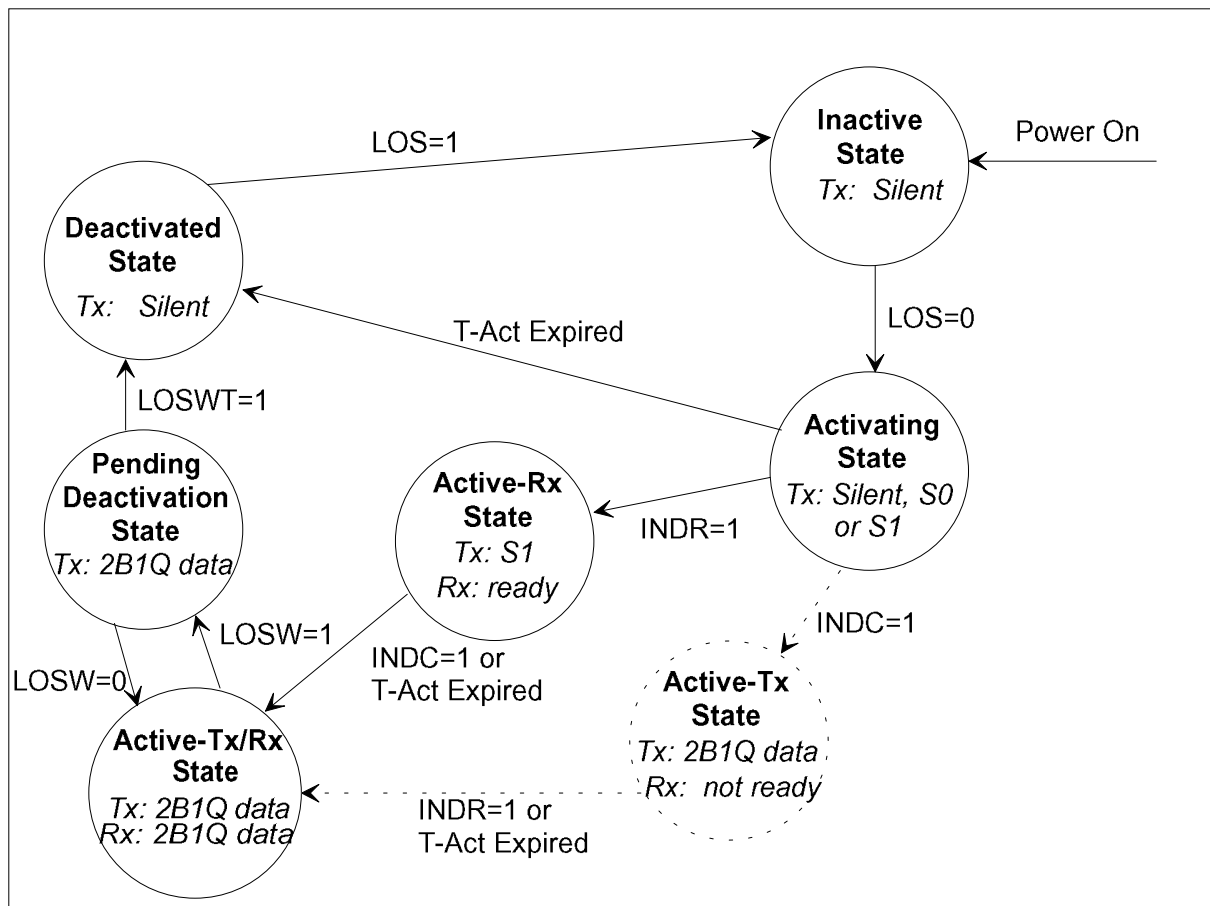 Inactive
State
Tx: Silent
Power On
LOS=1
Deactivated
State
Tx: Silent
LOS=0
T-Act Expired
LOSWT=1
Activating
State
Tx: Silent, S0
or S1
Pending
Deactivation
State
Tx: 2B1Q data
Active-Rx
State
Tx: S1
Rx: ready
INDR=1
INDC=1
LOSW=1
LOSW=0
INDC=1 or
T-Act Expired
Active-Tx
State
Tx: 2B1Q data
Rx: not ready
Active-Tx/Rx
State
Tx: 2B1Q data
Rx: 2B1Q data
INDR=1 or
T-Act Expired